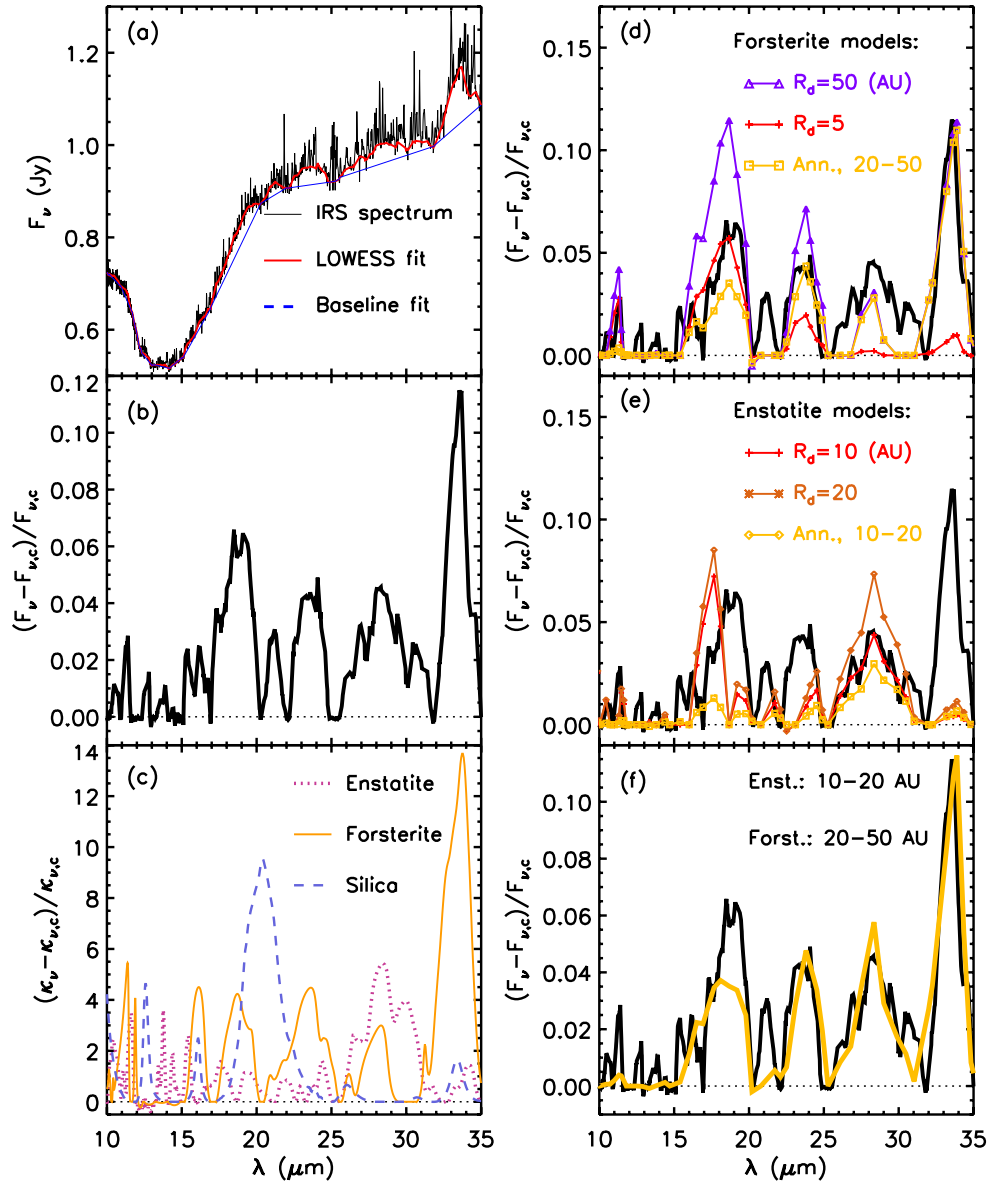 (a)
1.2
1.0
0.8
0.6
F_ν (Jy)
IRS spectrum
LOWESS fit
Baseline fit
(b)
0.12
0.10
0.08
0.06
0.04
0.02
0.00
(F_ν−F_ν,c)/F_ν,c
(c)
14
12
10
8
6
4
2
0
(κ_ν−κ_ν,c)/κ_ν,c
Enstatite
Forsterite
Silica
10 15 20 25 30 35
λ (μm)
(d)
0.15
0.10
0.05
0.00
(F_ν−F_ν,c)/F_ν,c
Forsterite models:
R_d=50 (AU)
R_d=5
Ann., 20−50
10 15 20 25 30 35
(e)
0.15
0.10
0.05
0.00
(F_ν−F_ν,c)/F_ν,c
Enstatite models:
R_d=10 (AU)
R_d=20
Ann., 10−20
(f)
0.10
0.08
0.06
0.04
0.02
0.00
(F_ν−F_ν,c)/F_ν,c
Enst.: 10−20 AU
Forst.: 20−50 AU
10 15 20 25 30 35
λ (μm)